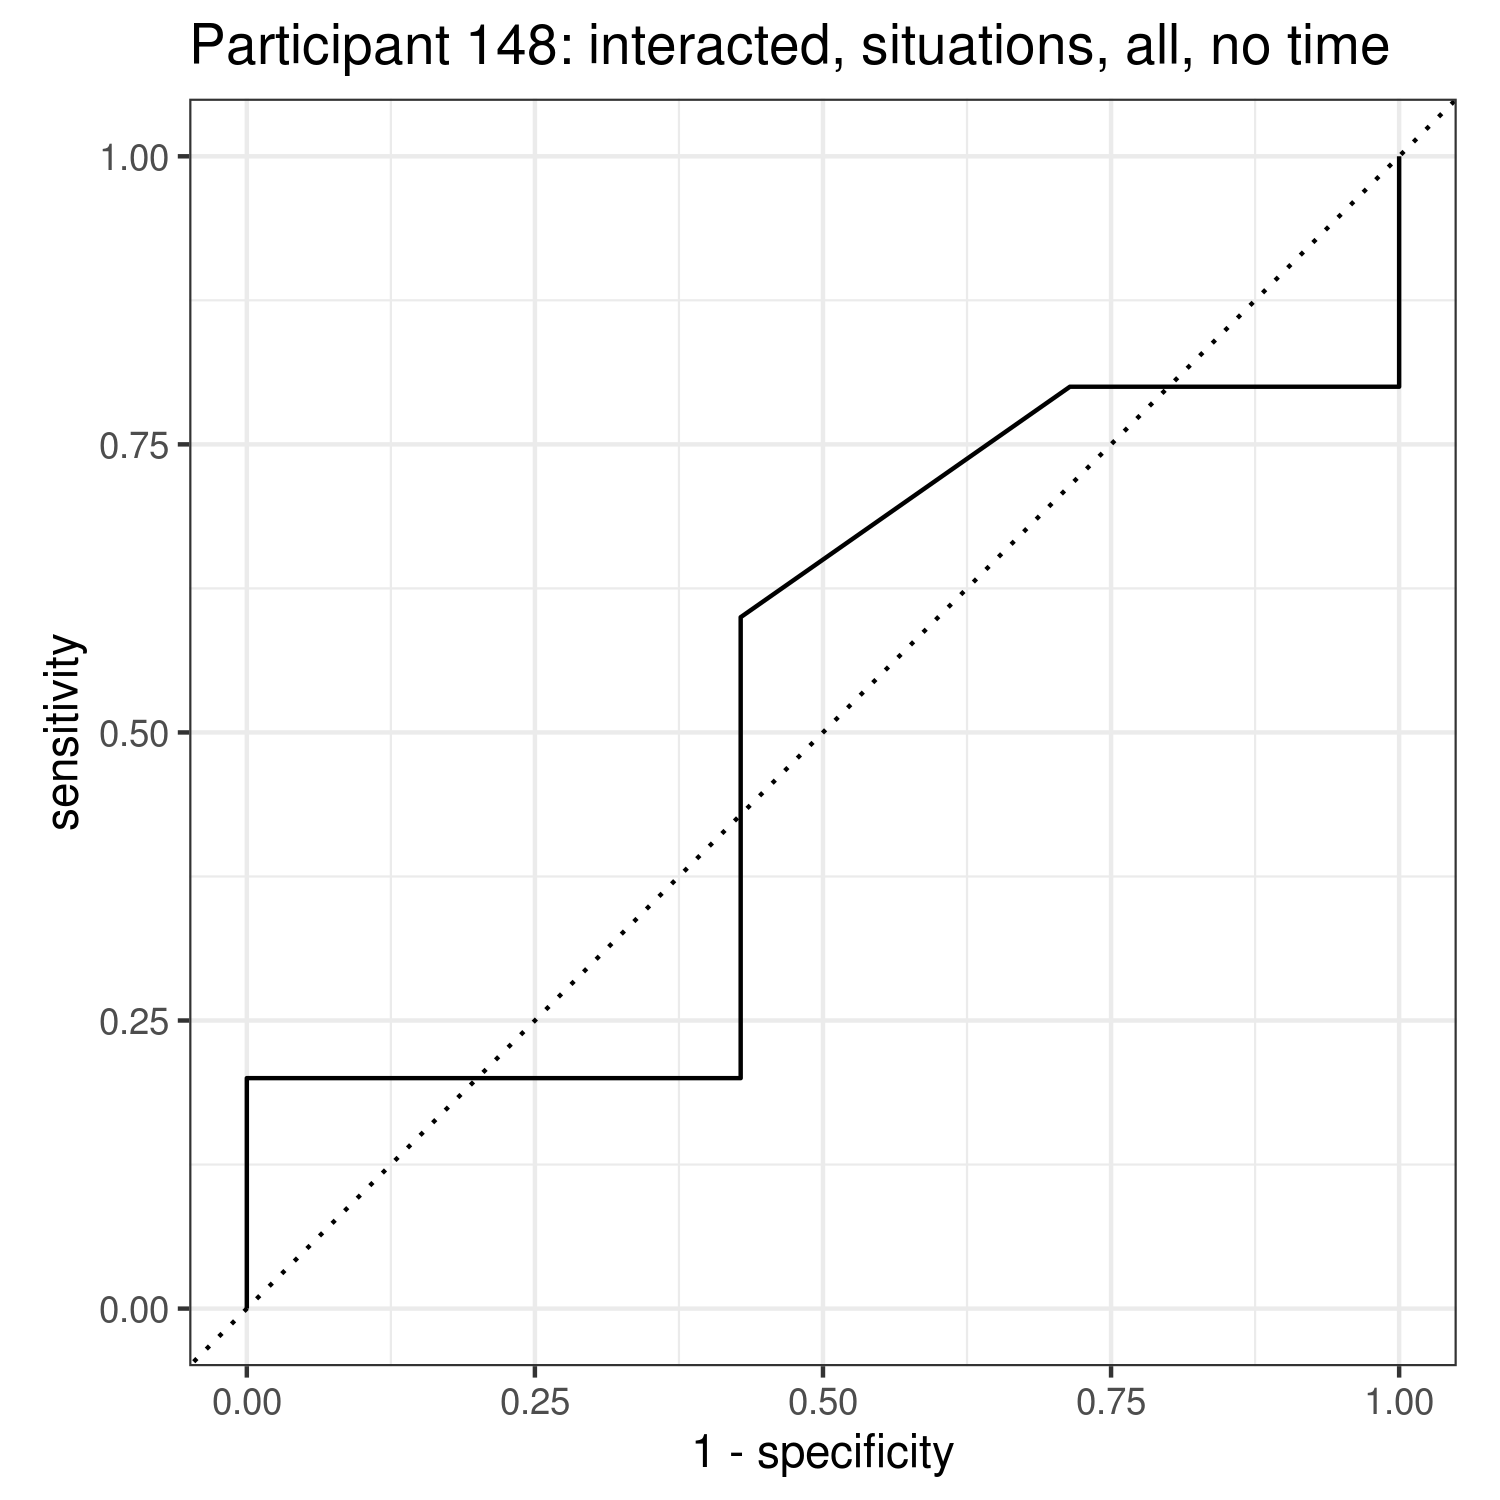 Participant 148: interacted, situations, all, no time
1.00
0.75
0.50
0.25
0.00
sensitivity
0.00 0.25 0.50 0.75 1.00
1 - specificity